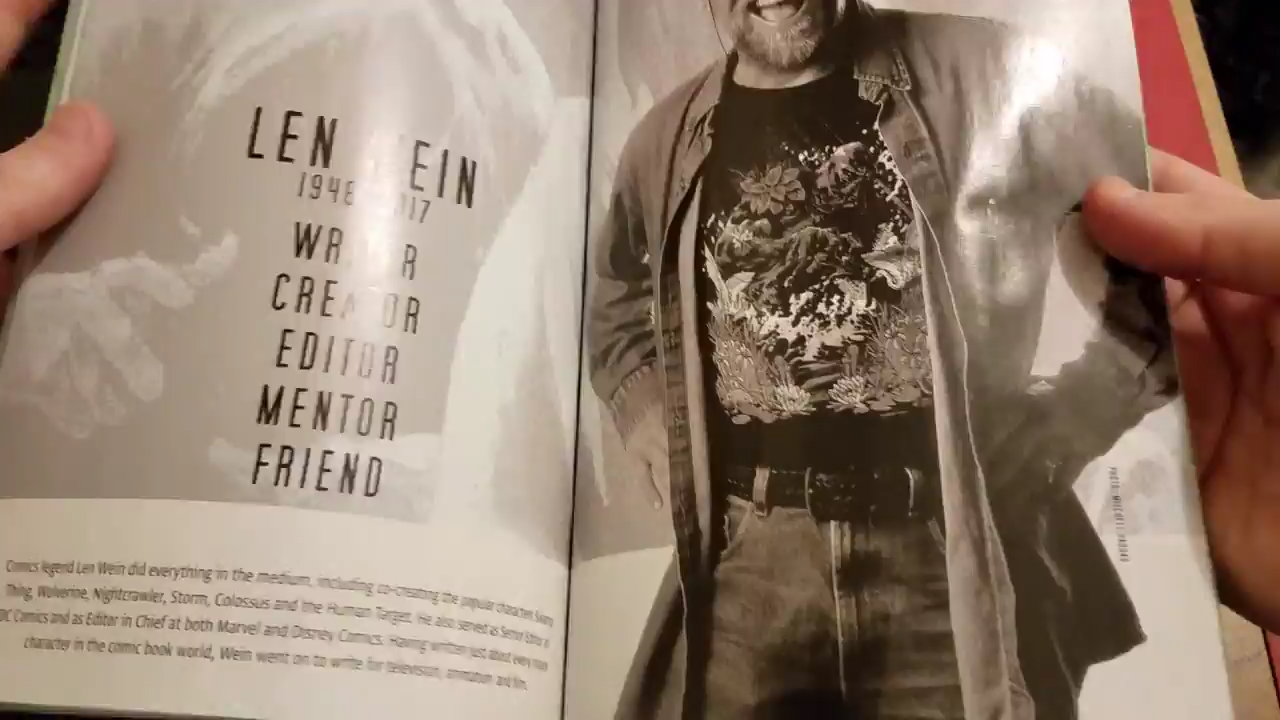 LEN EIN
1948 17
WR R
CREATOR
EDITOR
MENTOR
FRIEND
Comics legend Len Wein did everything in the medium, including co-creating the popular characters Swamp
Thing, Wolverine, Nightcrawler, Storm, Colossus and the Human Target. He also served as Senior Editor at
DC Comics and as Editor in Chief at both Marvel and Disney Comics. Having written just about every major
character in the comic book world, Wein went on to write for television, animation and film.
PHOTO: